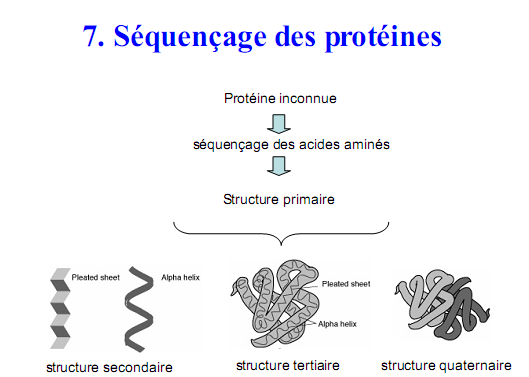 7. Séquençage des protéines
Protéine inconnue
séquençage des acides aminés
Structure primaire
Pleated sheet
Alpha helix
Pleated sheet
Alpha helix
structure secondaire
structure tertiaire
structure quaternaire